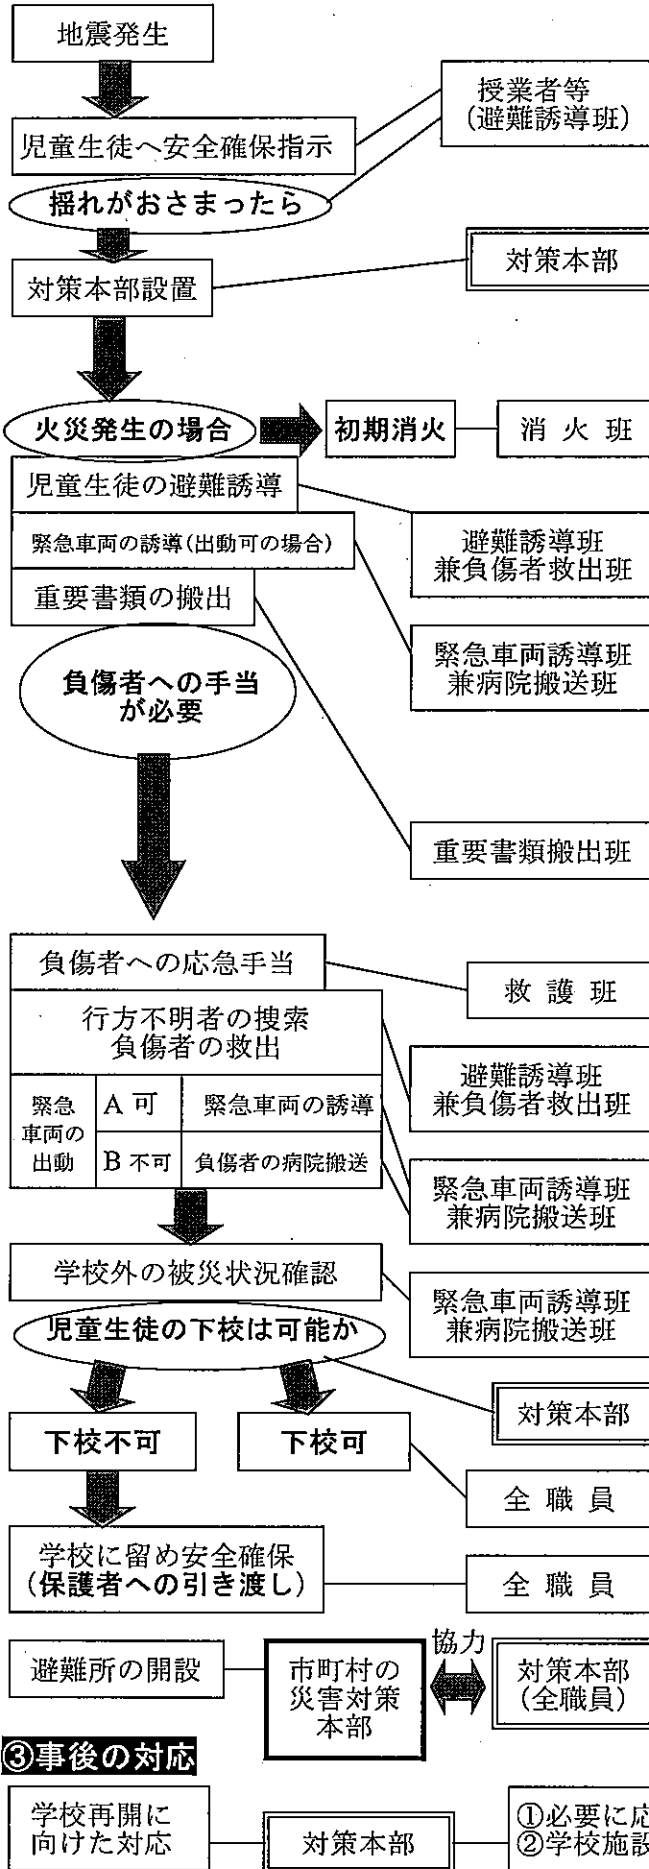 地震発生
授業者等
(避難誘導班)
児童生徒へ安全確保指示
揺れがおさまったら
対策本部設置
対策本部
火災発生の場合
初期消火
消火班
児童生徒の避難誘導
緊急車両の誘導(出動可の場合)
重要書類の搬出
避難誘導班
兼負傷者救出班
緊急車両誘導班
兼病院搬送班
負傷者への手当
が必要
重要書類搬出班
負傷者への応急手当
救護班
行方不明者の捜索
負傷者の救出
避難誘導班
兼負傷者救出班
緊急
車両の
出動
A 可
緊急車両の誘導
B 不可
負傷者の病院搬送
緊急車両誘導班
兼病院搬送班
学校外の被災状況確認
緊急車両誘導班
兼病院搬送班
児童生徒の下校は可能か
対策本部
下校不可
下校可
全職員
学校に留め安全確保
(保護者への引き渡し)
全職員
避難所の開設
市町村の
災害対策
本部
協力
対策本部
(全職員)
③事後の対応
学校再開に
向けた対応
対策本部
①必要に応
②学校施設